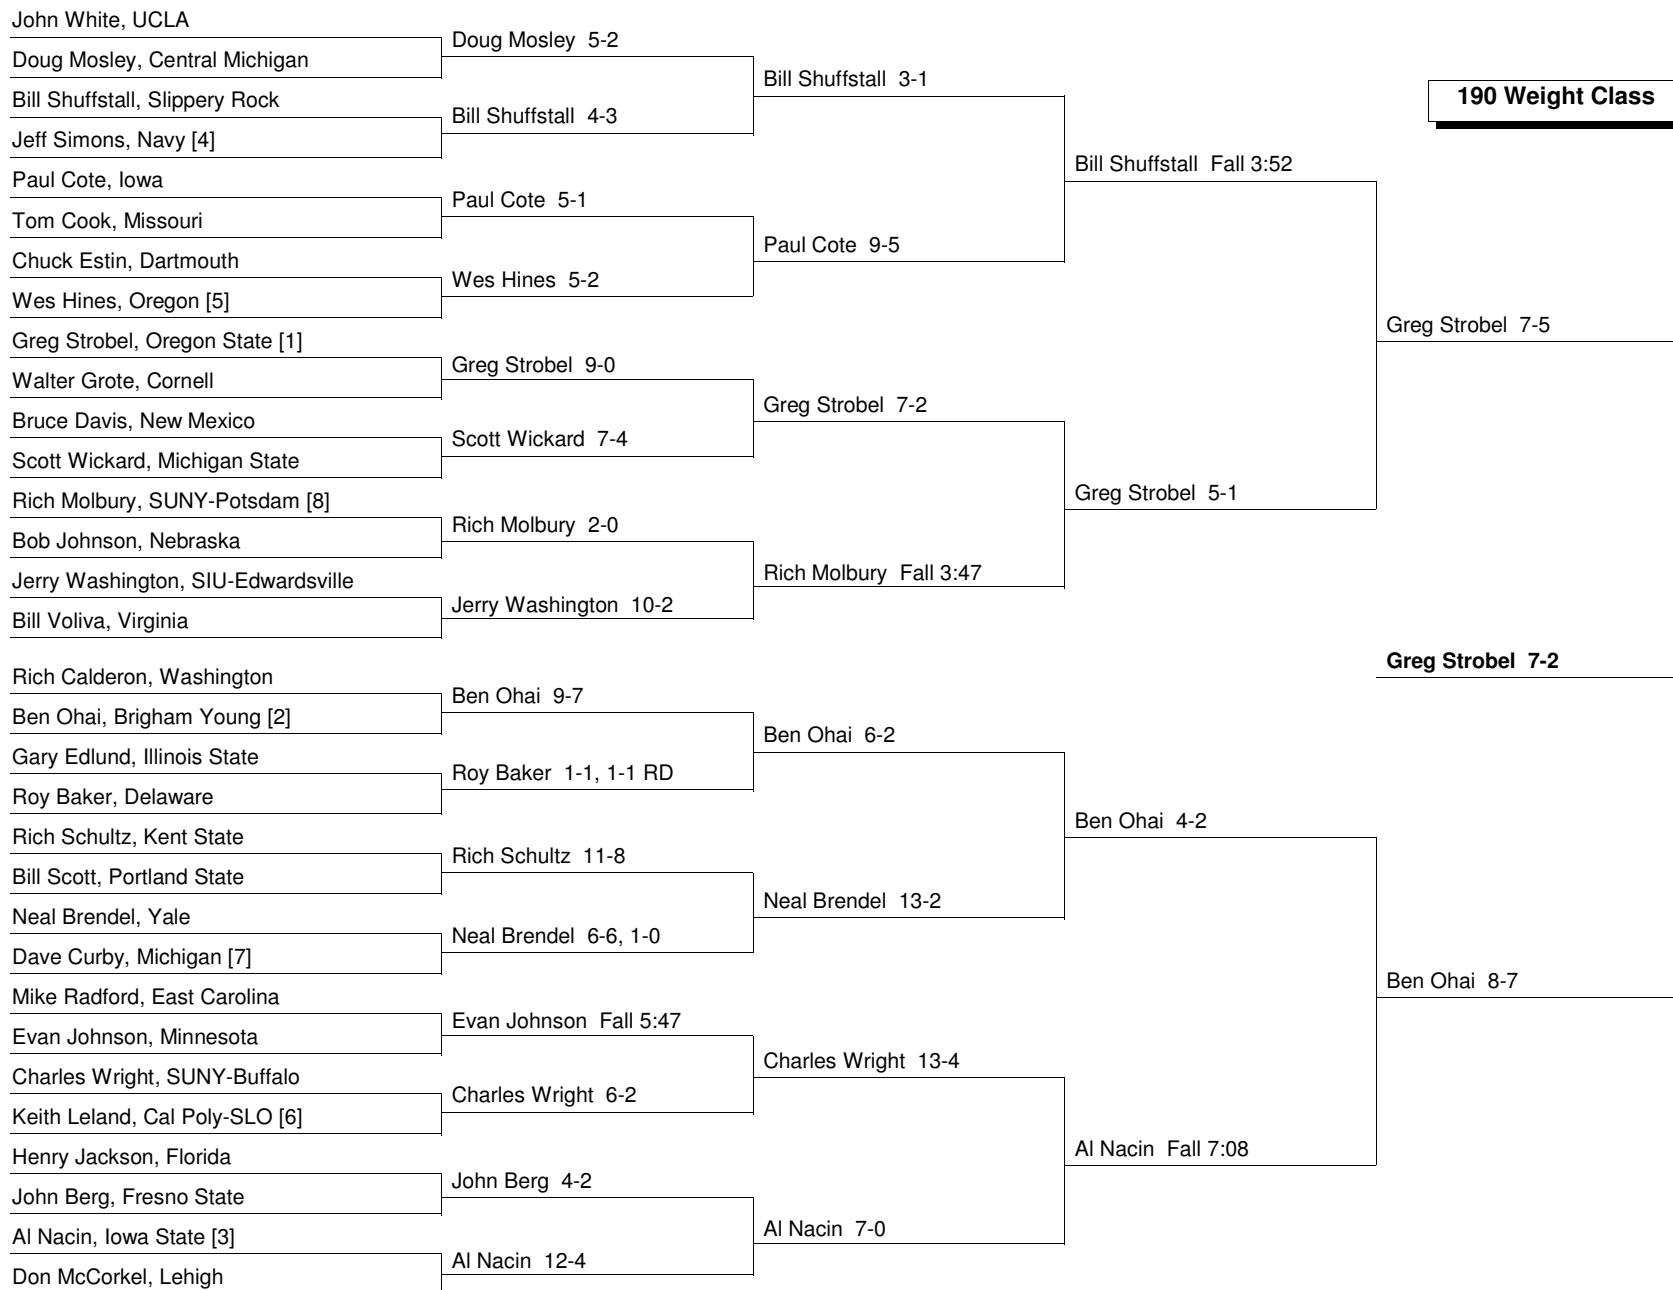 John White, UCLA
Doug Mosley, Central Michigan
Bill Shuffstall, Slippery Rock
Jeff Simons, Navy [4]
Paul Cote, Iowa
Tom Cook, Missouri
Chuck Estin, Dartmouth
Wes Hines, Oregon [5]
Greg Strobel, Oregon State [1]
Walter Grote, Cornell
Bruce Davis, New Mexico
Scott Wickard, Michigan State
Rich Molbury, SUNY-Potsdam [8]
Bob Johnson, Nebraska
Jerry Washington, SIU-Edwardsville
Bill Voliva, Virginia
Rich Calderon, Washington
Ben Ohai, Brigham Young [2]
Gary Edlund, Illinois State
Roy Baker, Delaware
Rich Schultz, Kent State
Bill Scott, Portland State
Neal Brendel, Yale
Dave Curby, Michigan [7]
Mike Radford, East Carolina
Evan Johnson, Minnesota
Charles Wright, SUNY-Buffalo
Keith Leland, Cal Poly-SLO [6]
Henry Jackson, Florida
John Berg, Fresno State
Al Nacin, Iowa State [3]
Don McCorkel, Lehigh
Doug Mosley 5-2
Bill Shuffstall 4-3
Paul Cote 5-1
Wes Hines 5-2
Greg Strobel 9-0
Scott Wickard 7-4
Rich Molbury 2-0
Jerry Washington 10-2
Ben Ohai 9-7
Roy Baker 1-1, 1-1 RD
Rich Schultz 11-8
Neal Brendel 6-6, 1-0
Evan Johnson Fall 5:47
Charles Wright 6-2
John Berg 4-2
Al Nacin 12-4
Bill Shuffstall 3-1
Paul Cote 9-5
Greg Strobel 7-2
Rich Molbury Fall 3:47
Ben Ohai 6-2
Neal Brendel 13-2
Charles Wright 13-4
Al Nacin 7-0
Bill Shuffstall Fall 3:52
Greg Strobel 5-1
Ben Ohai 4-2
Al Nacin Fall 7:08
190 Weight Class
Greg Strobel 7-5
Greg Strobel 7-2
Ben Ohai 8-7